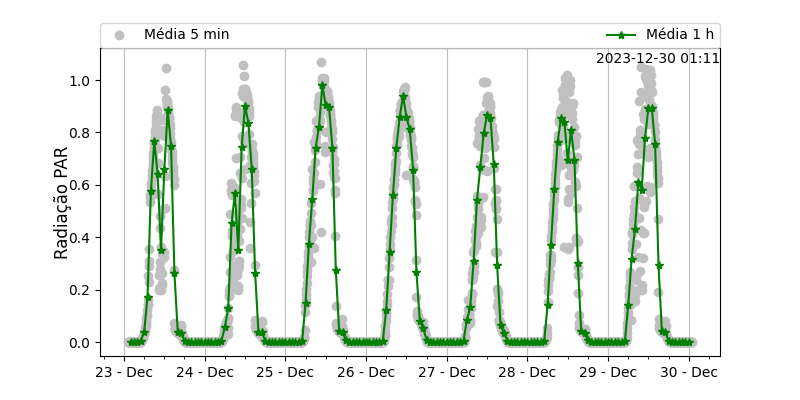 Média 5 min
Média 1 h
2023-12-30 01:11
Radiação PAR
1.0
0.8
0.6
0.4
0.2
0.0
23 - Dec
24 - Dec
25 - Dec
26 - Dec
27 - Dec
28 - Dec
29 - Dec
30 - Dec